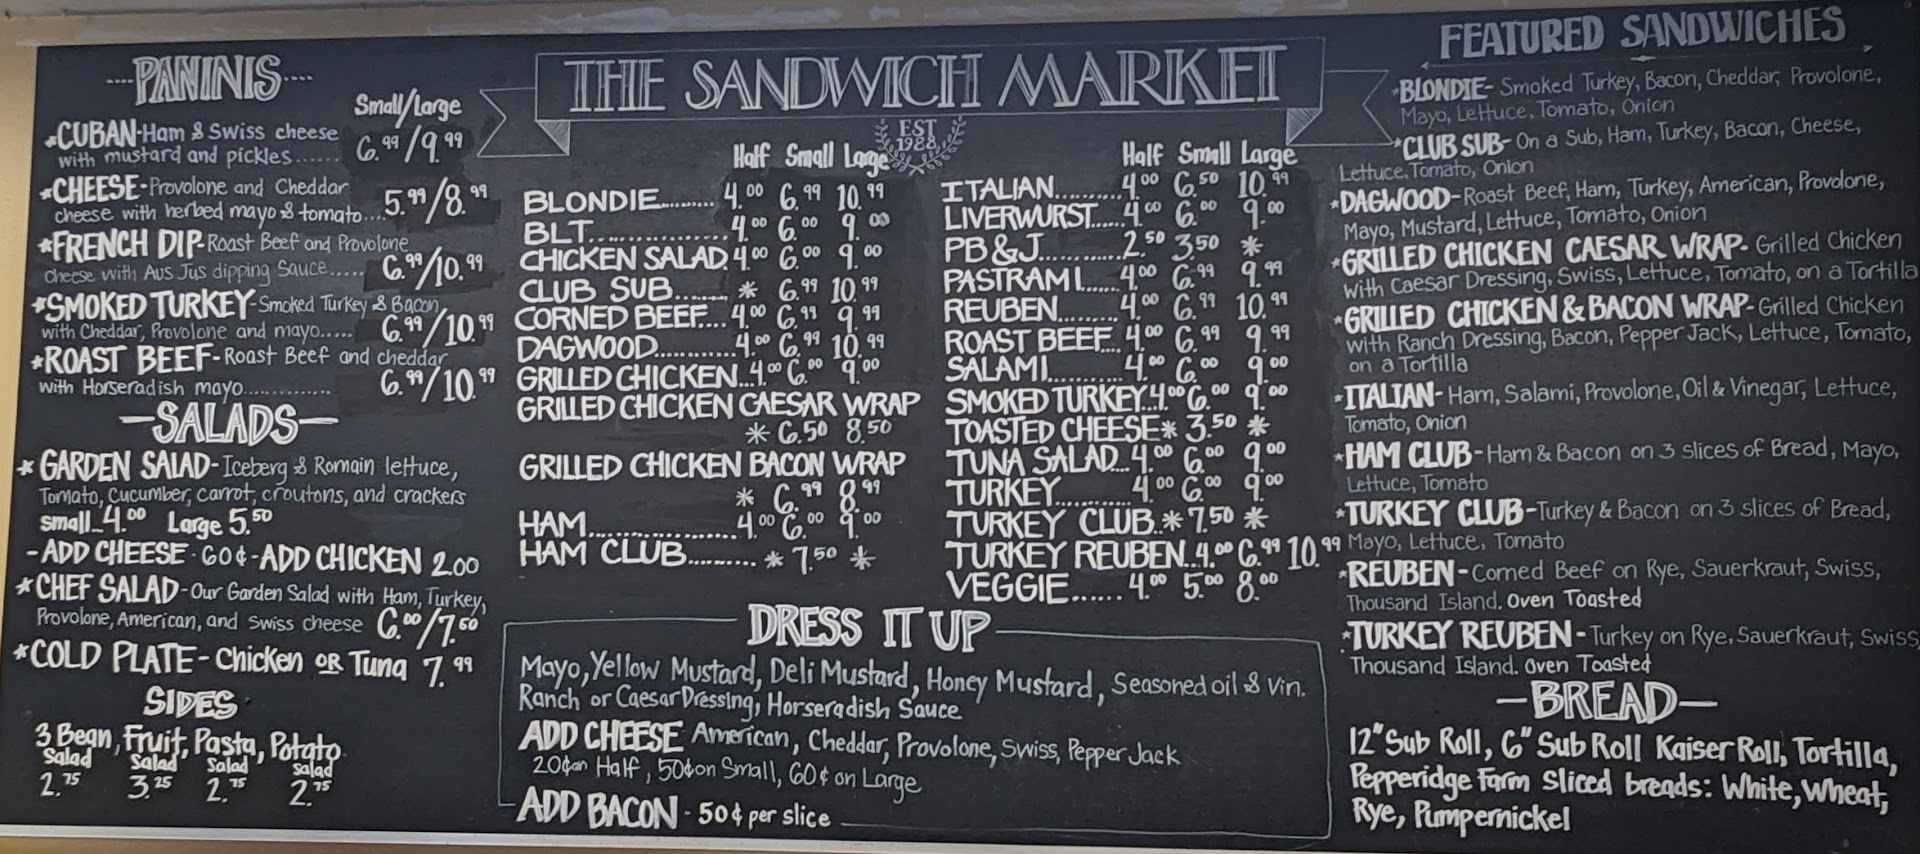 PANINIS
Small/Large
*CUBAN-Ham & Swiss cheese
with mustard and pickles...... 6.99/9.99
*CHEESE-Provolone and Cheddar
cheese with herbed mayo & tomato... 5.99/8.99
*FRENCH DIP-Roast Beef and Provolone
cheese with Aus Jus dipping Sauce..... 6.99/10.99
*SMOKED TURKEY-Smoked Turkey & Bacon
with Cheddar, Provolone and mayo..... 6.99/10.99
*ROAST BEEF-Roast Beef and cheddar
with Horseradish mayo............. 6.99/10.99
-SALADS-
* GARDEN SALAD-Iceberg & Romain lettuce,
Tomato, cucumber, carrot, croutons, and crackers
small 4.00 Large 5.50
-ADD CHEESE-60¢-ADD CHICKEN 2.00
*CHEF SALAD-Our Garden Salad with Ham, Turkey,
Provolone, American, and Swiss cheese 6.00/7.50
*COLD PLATE-Chicken OR Tuna 7.99
SIDES
3 Bean Salad 2.75, Fruit Salad 3.25, Pasta Salad 2.75, Potato Salad 2.75
THE SANDWICH MARKET
EST
1988
Half Small Large
BLONDIE......... 4.00 6.99 10.99
BLT................. 4.00 6.00 9.00
CHICKEN SALAD 4.00 6.00 9.00
CLUB SUB....... * 6.99 10.99
CORNED BEEF.... 4.00 6.99 9.99
DAGWOOD............ 4.00 6.99 10.99
GRILLED CHICKEN...4.00 6.00 9.00
GRILLED CHICKEN CAESAR WRAP
* 6.50 8.50
GRILLED CHICKEN BACON WRAP
* 6.99 8.99
HAM...................... 4.00 6.00 9.00
HAM CLUB.......... * 7.50 *
Half Small Large
ITALIAN.......... 4.00 6.50 10.99
LIVERWURST.... 4.00 6.00 9.00
PB&J............ 2.50 3.50 *
PASTRAMI...... 4.00 6.99 9.99
REUBEN......... 4.00 6.99 10.99
ROAST BEEF... 4.00 6.99 9.99
SALAMI........... 4.00 6.00 9.00
SMOKED TURKEY..4.00 6.00 9.00
TOASTED CHEESE * 3.50 *
TUNA SALAD... 4.00 6.00 9.00
TURKEY........... 4.00 6.00 9.00
TURKEY CLUB..* 7.50 *
TURKEY REUBEN..4.00 6.99 10.99
VEGGIE...... 4.00 5.00 8.00
DRESS IT UP
Mayo, Yellow Mustard, Deli Mustard, Honey Mustard, Seasoned oil & Vin.
Ranch or Caesar Dressing, Horseradish Sauce
ADD CHEESE American, Cheddar, Provolone, Swiss, Pepper Jack
20¢ on Half, 50¢ on Small, 60¢ on Large
ADD BACON - 50¢ per slice
FEATURED SANDWICHES
*BLONDIE- Smoked Turkey, Bacon, Cheddar, Provolone,
Mayo, Lettuce, Tomato, Onion
*CLUB SUB- On a Sub, Ham, Turkey, Bacon, Cheese,
Lettuce, Tomato, Onion
*DAGWOOD-Roast Beef, Ham, Turkey, American, Provolone,
Mayo, Mustard, Lettuce, Tomato, Onion
*GRILLED CHICKEN CAESAR WRAP- Grilled Chicken
with Caesar Dressing, Swiss, Lettuce, Tomato, on a Tortilla
*GRILLED CHICKEN & BACON WRAP-Grilled Chicken
with Ranch Dressing, Bacon, Pepper Jack, Lettuce, Tomato,
on a Tortilla
*ITALIAN-Ham, Salami, Provolone, Oil & Vinegar, Lettuce,
Tomato, Onion
*HAM CLUB-Ham & Bacon on 3 slices of Bread, Mayo,
Lettuce, Tomato
*TURKEY CLUB-Turkey & Bacon on 3 slices of Bread,
Mayo, Lettuce, Tomato
*REUBEN-Corned Beef on Rye, Sauerkraut, Swiss,
Thousand Island. Oven Toasted
*TURKEY REUBEN-Turkey on Rye, Sauerkraut, Swiss,
Thousand Island. Oven Toasted
-BREAD-
12" Sub Roll, 6" Sub Roll Kaiser Roll, Tortilla,
Pepperidge Farm Sliced breads: White, Wheat,
Rye, Pumpernickel